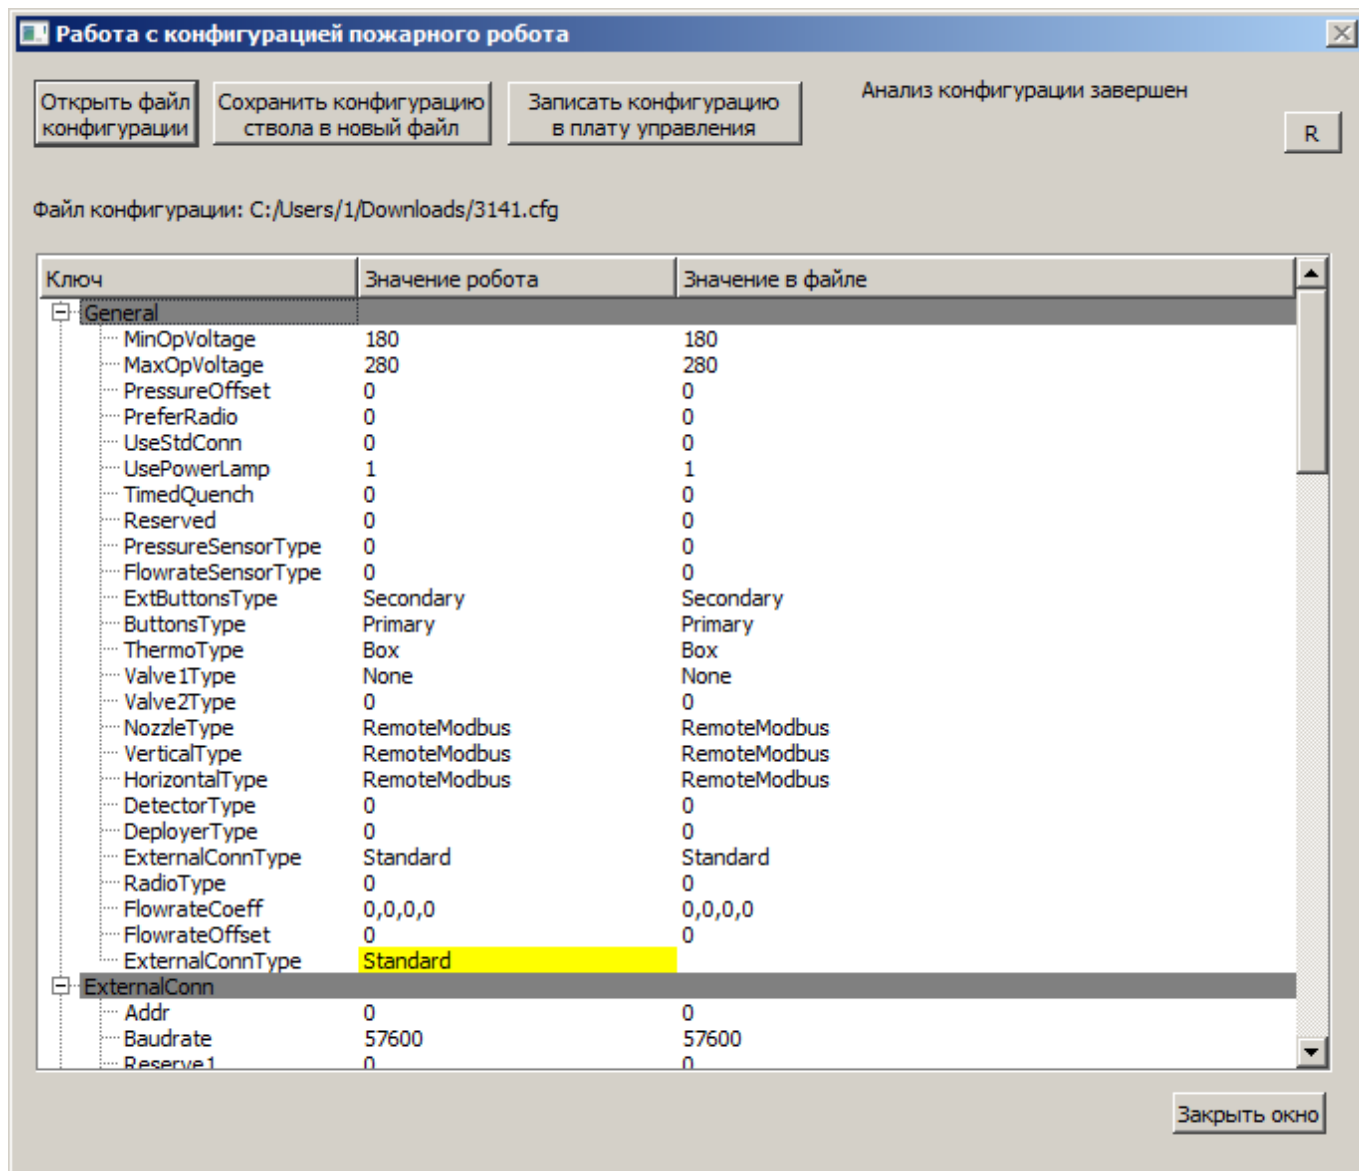 Работа с конфигурацией пожарного робота
Открыть файл конфигурации
Сохранить конфигурацию ствола в новый файл
Записать конфигурацию в плату управления
Анализ конфигурации завершен
R
Файл конфигурации: C:/Users/1/Downloads/3141.cfg
Ключ Значение робота Значение в файле
General
MinOpVoltage 180 180
MaxOpVoltage 280 280
PressureOffset 0 0
PreferRadio 0 0
UseStdConn 0 0
UsePowerLamp 1 1
TimedQuench 0 0
Reserved 0 0
PressureSensorType 0 0
FlowrateSensorType 0 0
ExtButtonsType Secondary Secondary
ButtonsType Primary Primary
ThermoType Box Box
Valve1Type None None
Valve2Type 0 0
NozzleType RemoteModbus RemoteModbus
VerticalType RemoteModbus RemoteModbus
HorizontalType RemoteModbus RemoteModbus
DetectorType 0 0
DeployerType 0 0
ExternalConnType Standard Standard
RadioType 0 0
FlowrateCoeff 0,0,0,0 0,0,0,0
FlowrateOffset 0 0
ExternalConnType Standard
ExternalConn
Addr 0 0
Baudrate 57600 57600
Reserve1 0 0
Закрыть окно